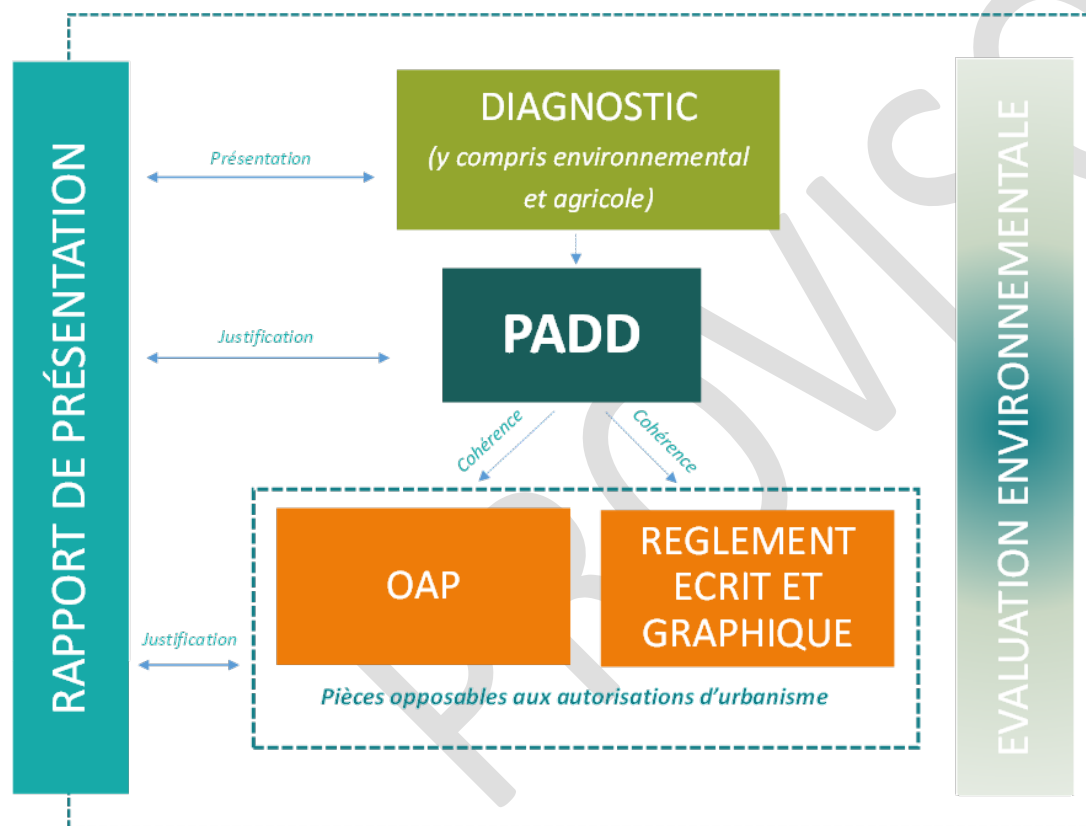 RAPPORT DE PRÉSENTATION
DIAGNOSTIC
(y compris environnemental
et agricole)
Présentation
PADD
Justification
Cohérence
Cohérence
OAP
REGLEMENT
ECRIT ET
GRAPHIQUE
Justification
Pièces opposables aux autorisations d’urbanisme
EVALUATION ENVIRONNEMENTALE